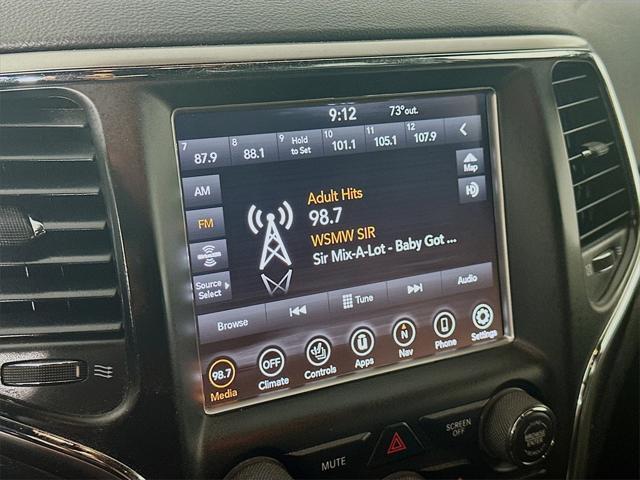 9:12 73°out.
7 87.9
8 88.1
9 Hold to Set
10 101.1
11 105.1
12 107.9
AM
Map
FM
HD
Adult Hits
98.7
WSMW SIR
Sir Mix-A-Lot - Baby Got ...
Source
Select
Browse
Tune
Audio
98.7 Media
OFF Climate
Controls
Apps
N Nav
Phone
Settings
MUTE
SCREEN
OFF